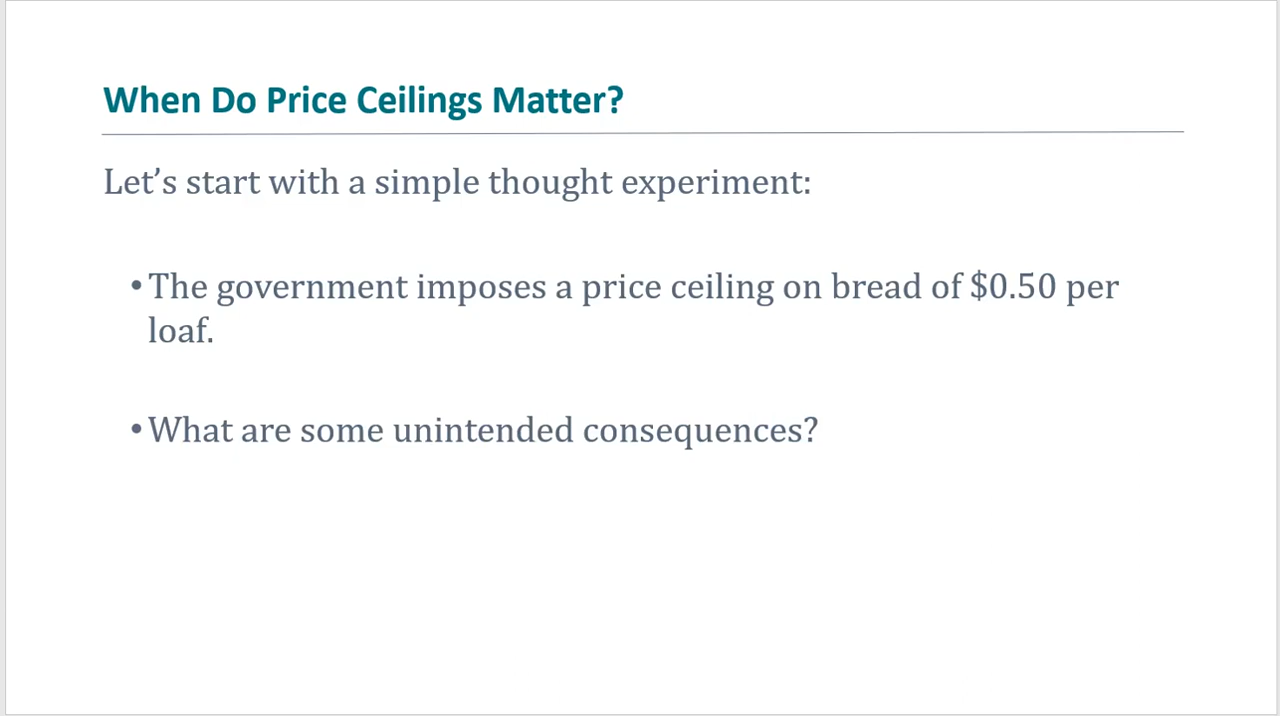 When Do Price Ceilings Matter?
Let’s start with a simple thought experiment:
•The government imposes a price ceiling on bread of $0.50 per
loaf.
•What are some unintended consequences?